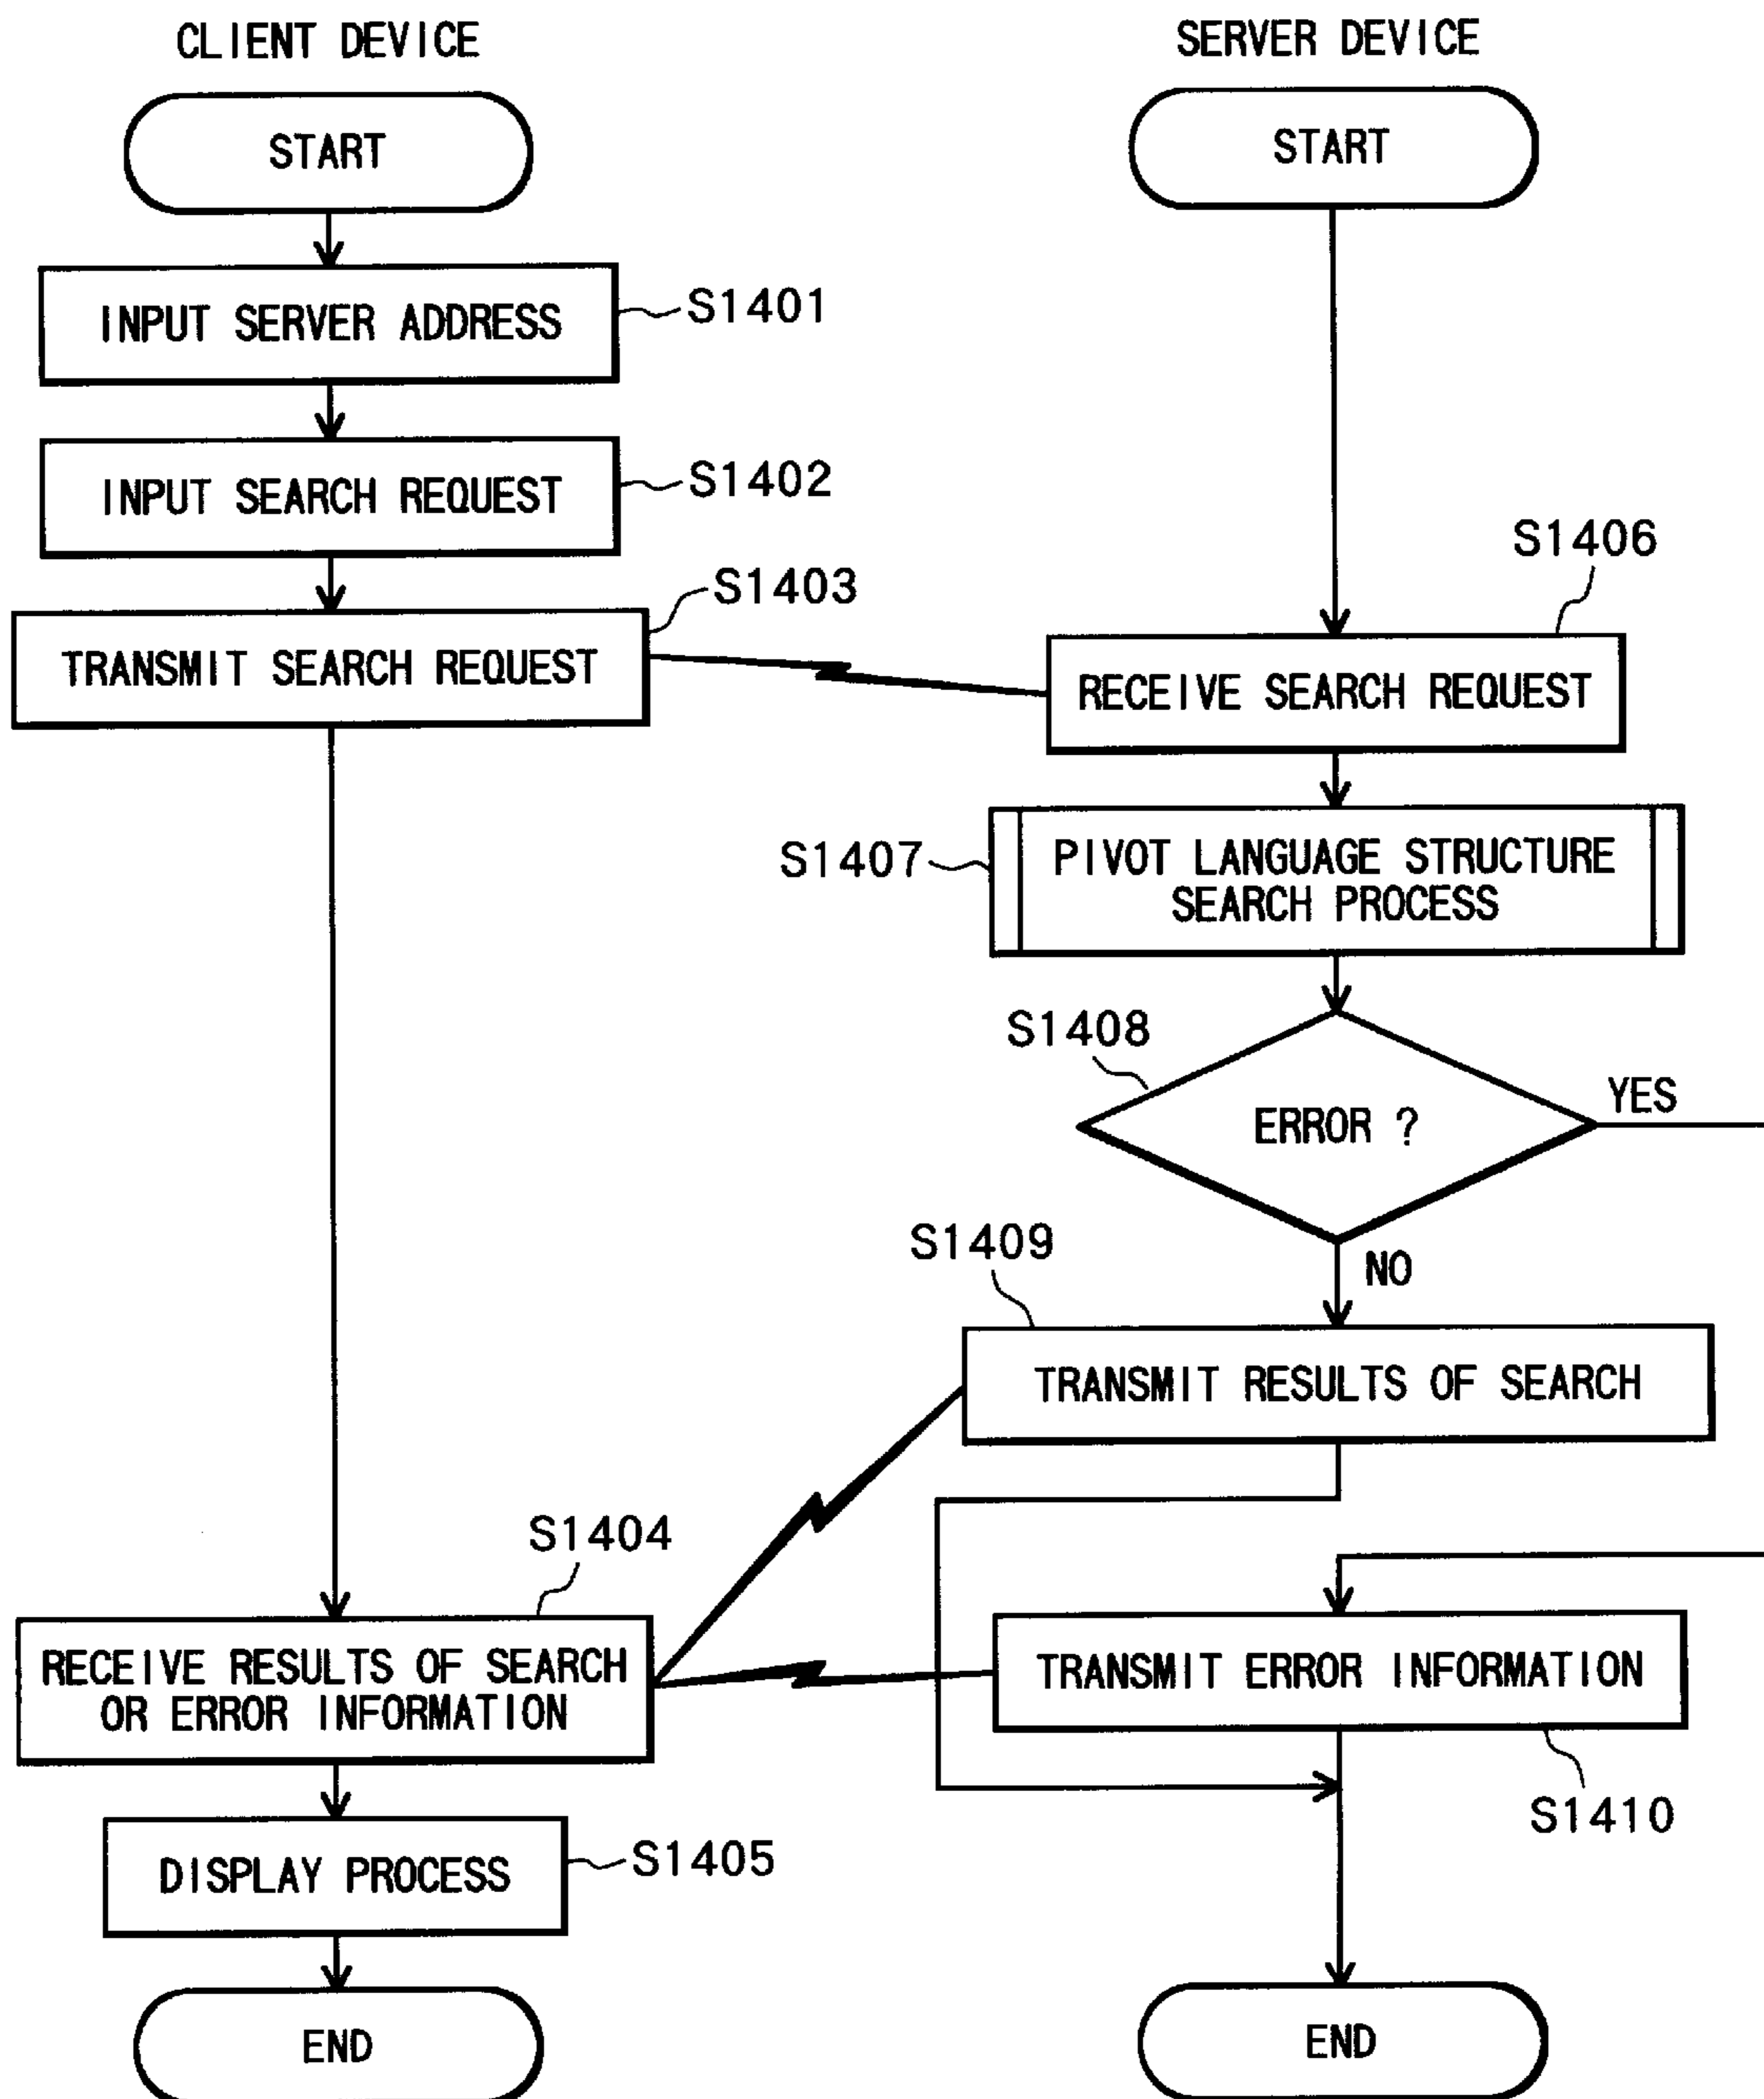 CLIENT DEVICE
START
INPUT SERVER ADDRESS
S1401
INPUT SEARCH REQUEST
S1402
TRANSMIT SEARCH REQUEST
S1403
RECEIVE RESULTS OF SEARCH
OR ERROR INFORMATION
S1404
DISPLAY PROCESS
S1405
END
SERVER DEVICE
START
S1406
RECEIVE SEARCH REQUEST
S1407
PIVOT LANGUAGE STRUCTURE
SEARCH PROCESS
S1408
ERROR ?
YES
NO
S1409
TRANSMIT RESULTS OF SEARCH
TRANSMIT ERROR INFORMATION
S1410
END